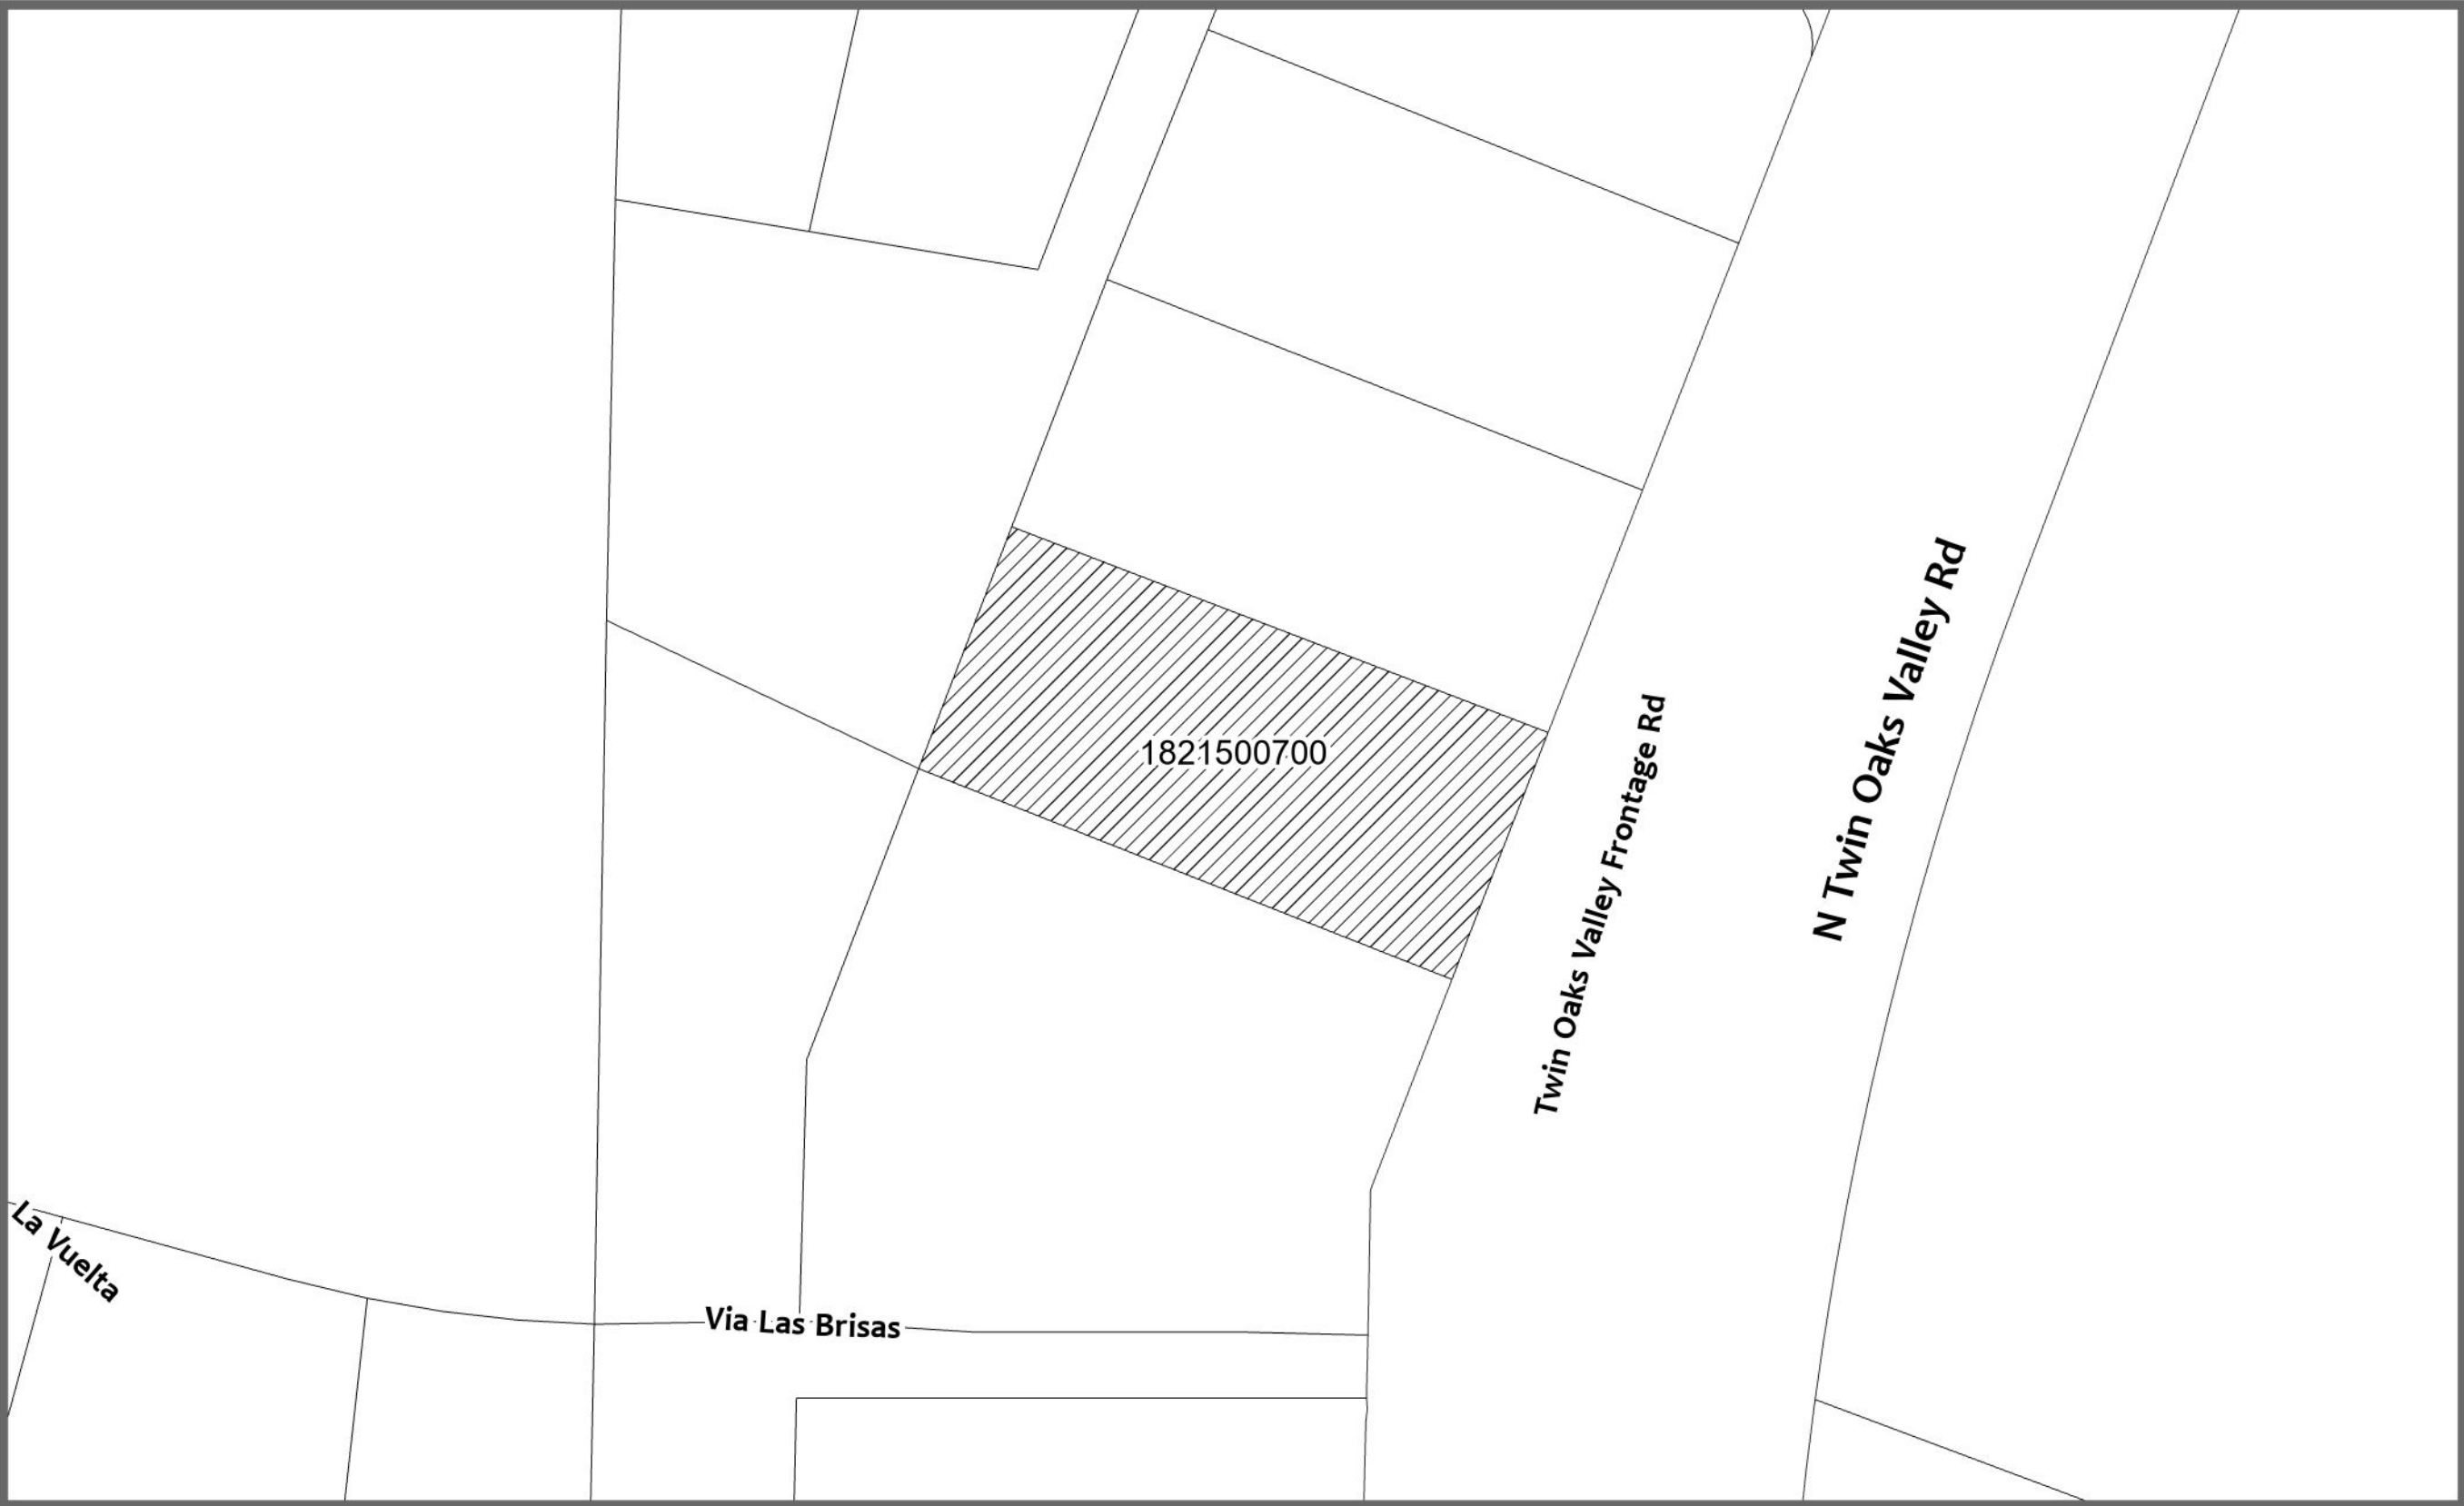 N Twin Oaks Valley Rd
Twin Oaks Valley Frontage Rd
1821500700
La Vuelta
Via Las Brisas